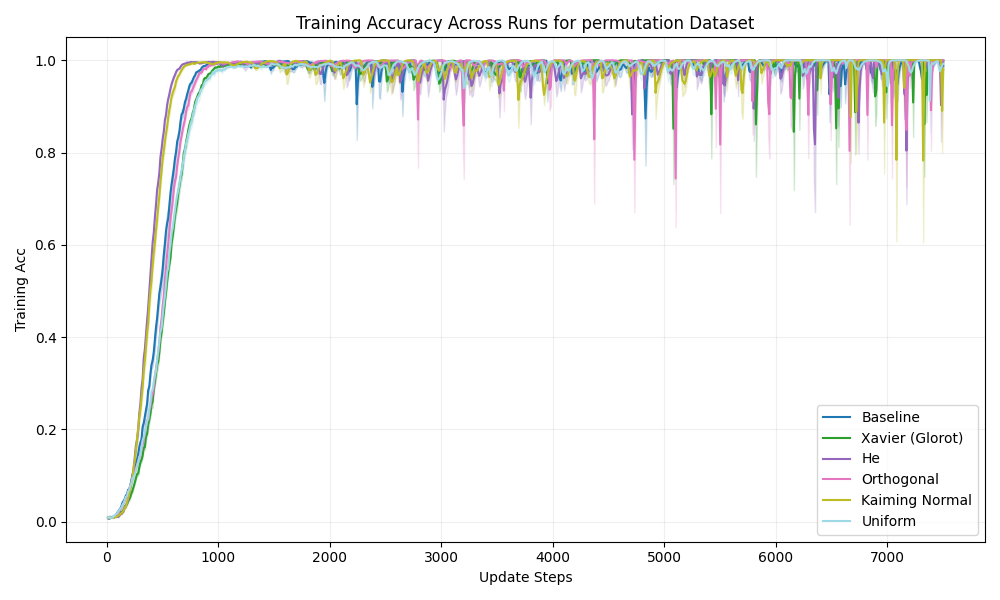 Training Accuracy Across Runs for permutation Dataset
Training Acc
1.0
0.8
0.6
0.4
0.2
0.0
0 1000 2000 3000 4000 5000 6000 7000
Update Steps
Baseline
Xavier (Glorot)
He
Orthogonal
Kaiming Normal
Uniform